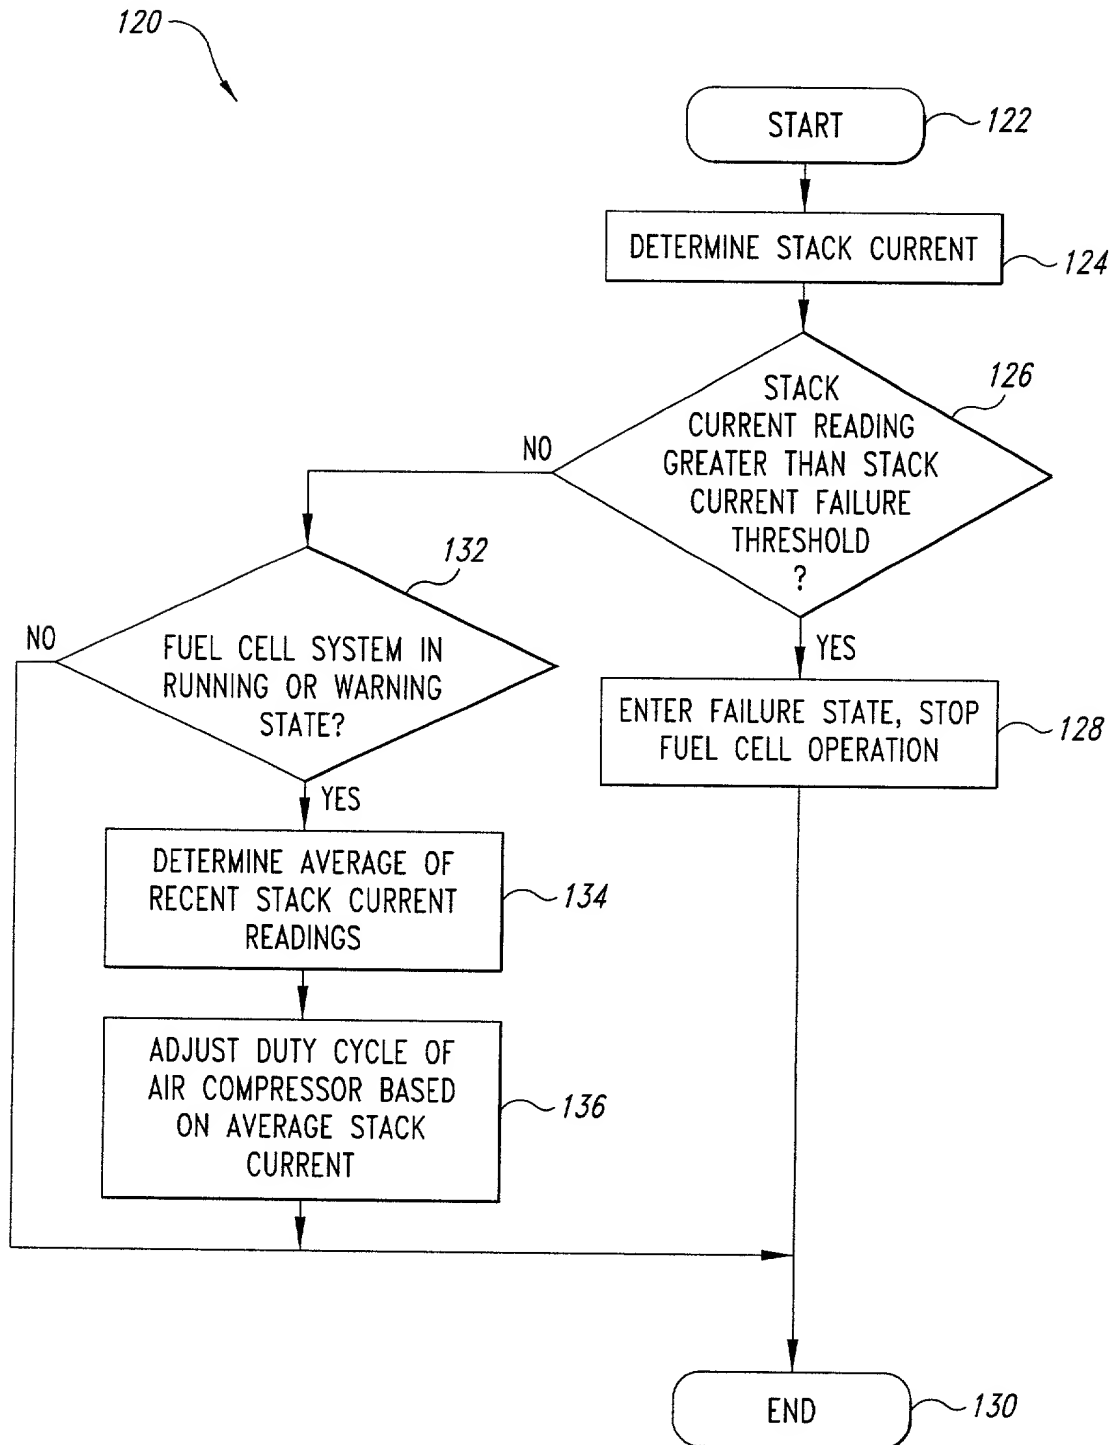 120
START
122
DETERMINE STACK CURRENT
124
STACK
CURRENT READING
GREATER THAN STACK
CURRENT FAILURE
THRESHOLD
?
126
NO
YES
132
FUEL CELL SYSTEM IN
RUNNING OR WARNING
STATE?
NO
YES
ENTER FAILURE STATE, STOP
FUEL CELL OPERATION
128
DETERMINE AVERAGE OF
RECENT STACK CURRENT
READINGS
134
ADJUST DUTY CYCLE OF
AIR COMPRESSOR BASED
ON AVERAGE STACK
CURRENT
136
END
130